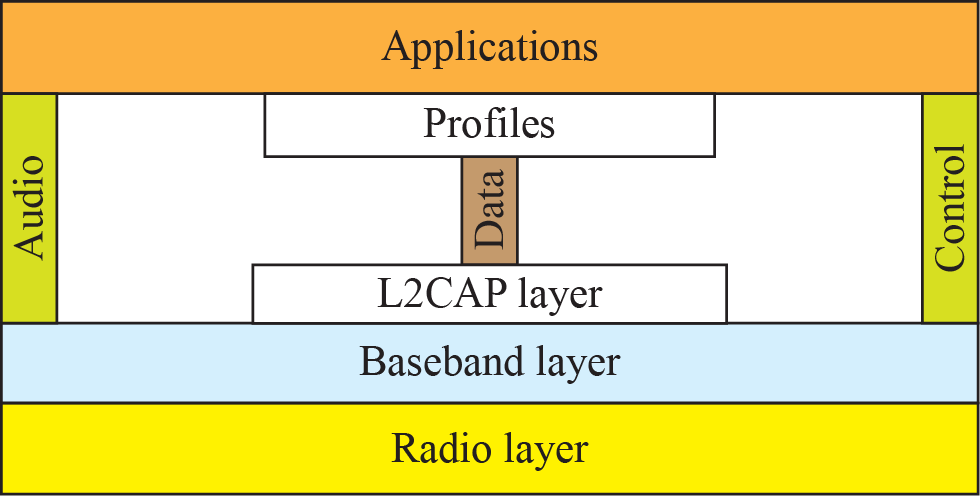 Applications
Profiles
Audio
Data
Control
L2CAP layer
Baseband layer
Radio layer